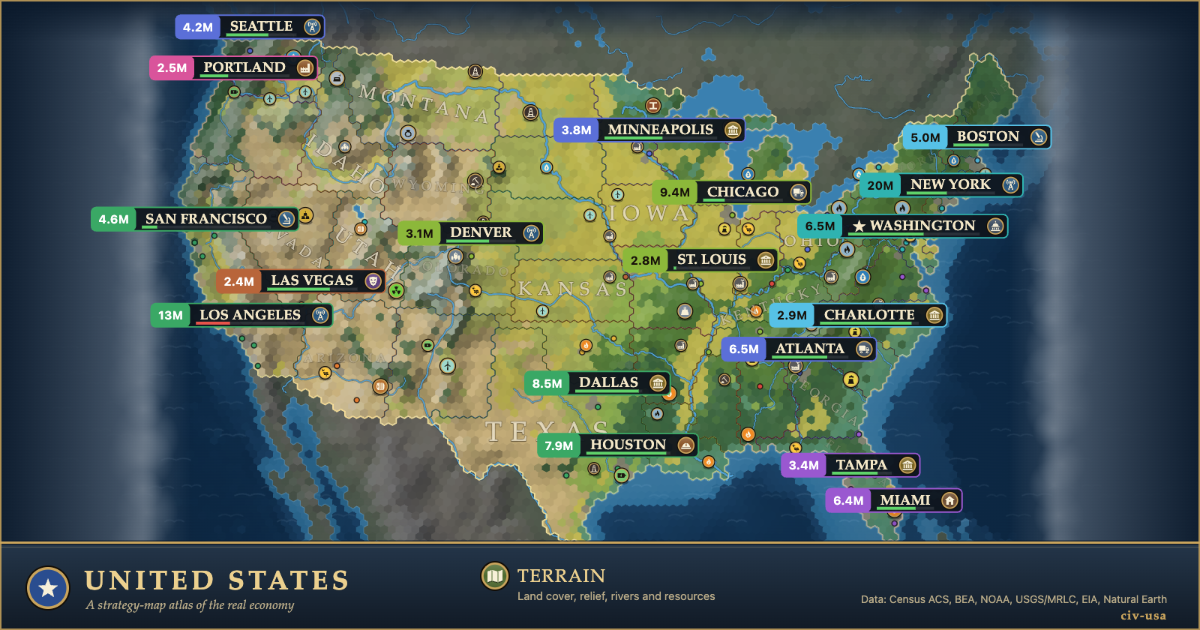 4.2M SEATTLE
2.5M PORTLAND
MONTANA
3.8M MINNEAPOLIS
5.0M BOSTON
IDAHO
WYOMING
9.4M CHICAGO
20M NEW YORK
4.6M SAN FRANCISCO
IOWA
3.1M DENVER
6.5M ★ WASHINGTON
NEVADA
UTAH
OHIO
2.8M ST. LOUIS
2.4M LAS VEGAS
KANSAS
KENTUCKY
13M LOS ANGELES
2.9M CHARLOTTE
6.5M ATLANTA
8.5M DALLAS
TEXAS
7.9M HOUSTON
3.4M TAMPA
6.4M MIAMI
UNITED STATES
A strategy-map atlas of the real economy
TERRAIN
Land cover, relief, rivers and resources
Data: Census ACS, BEA, NOAA, USGS/MRLC, EIA, Natural Earth
civ-usa